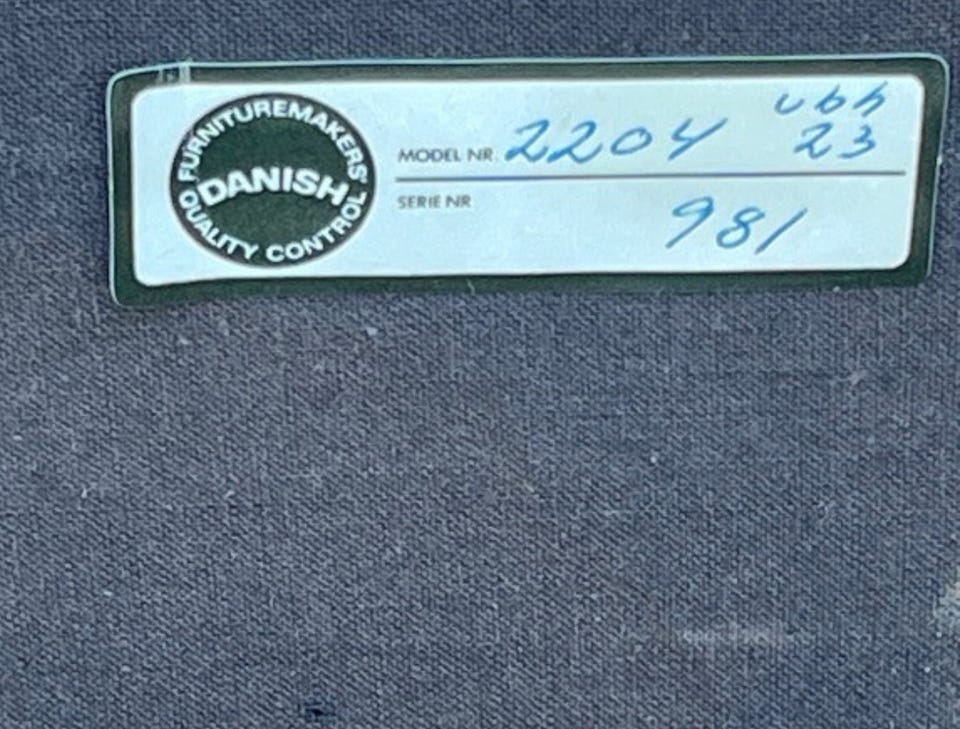 FURNITUREMAKERS'
DANISH
QUALITY CONTROL
MODEL NR. 2204 ubh
23
SERIE NR 981